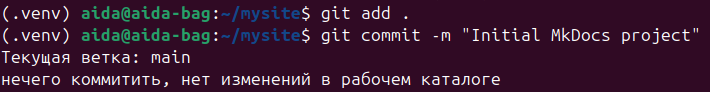 (.venv) aida@aida-bag:~/mysite$ git add .
(.venv) aida@aida-bag:~/mysite$ git commit -m "Initial MkDocs project"
Текущая ветка: main
нечего коммитить, нет изменений в рабочем каталоге